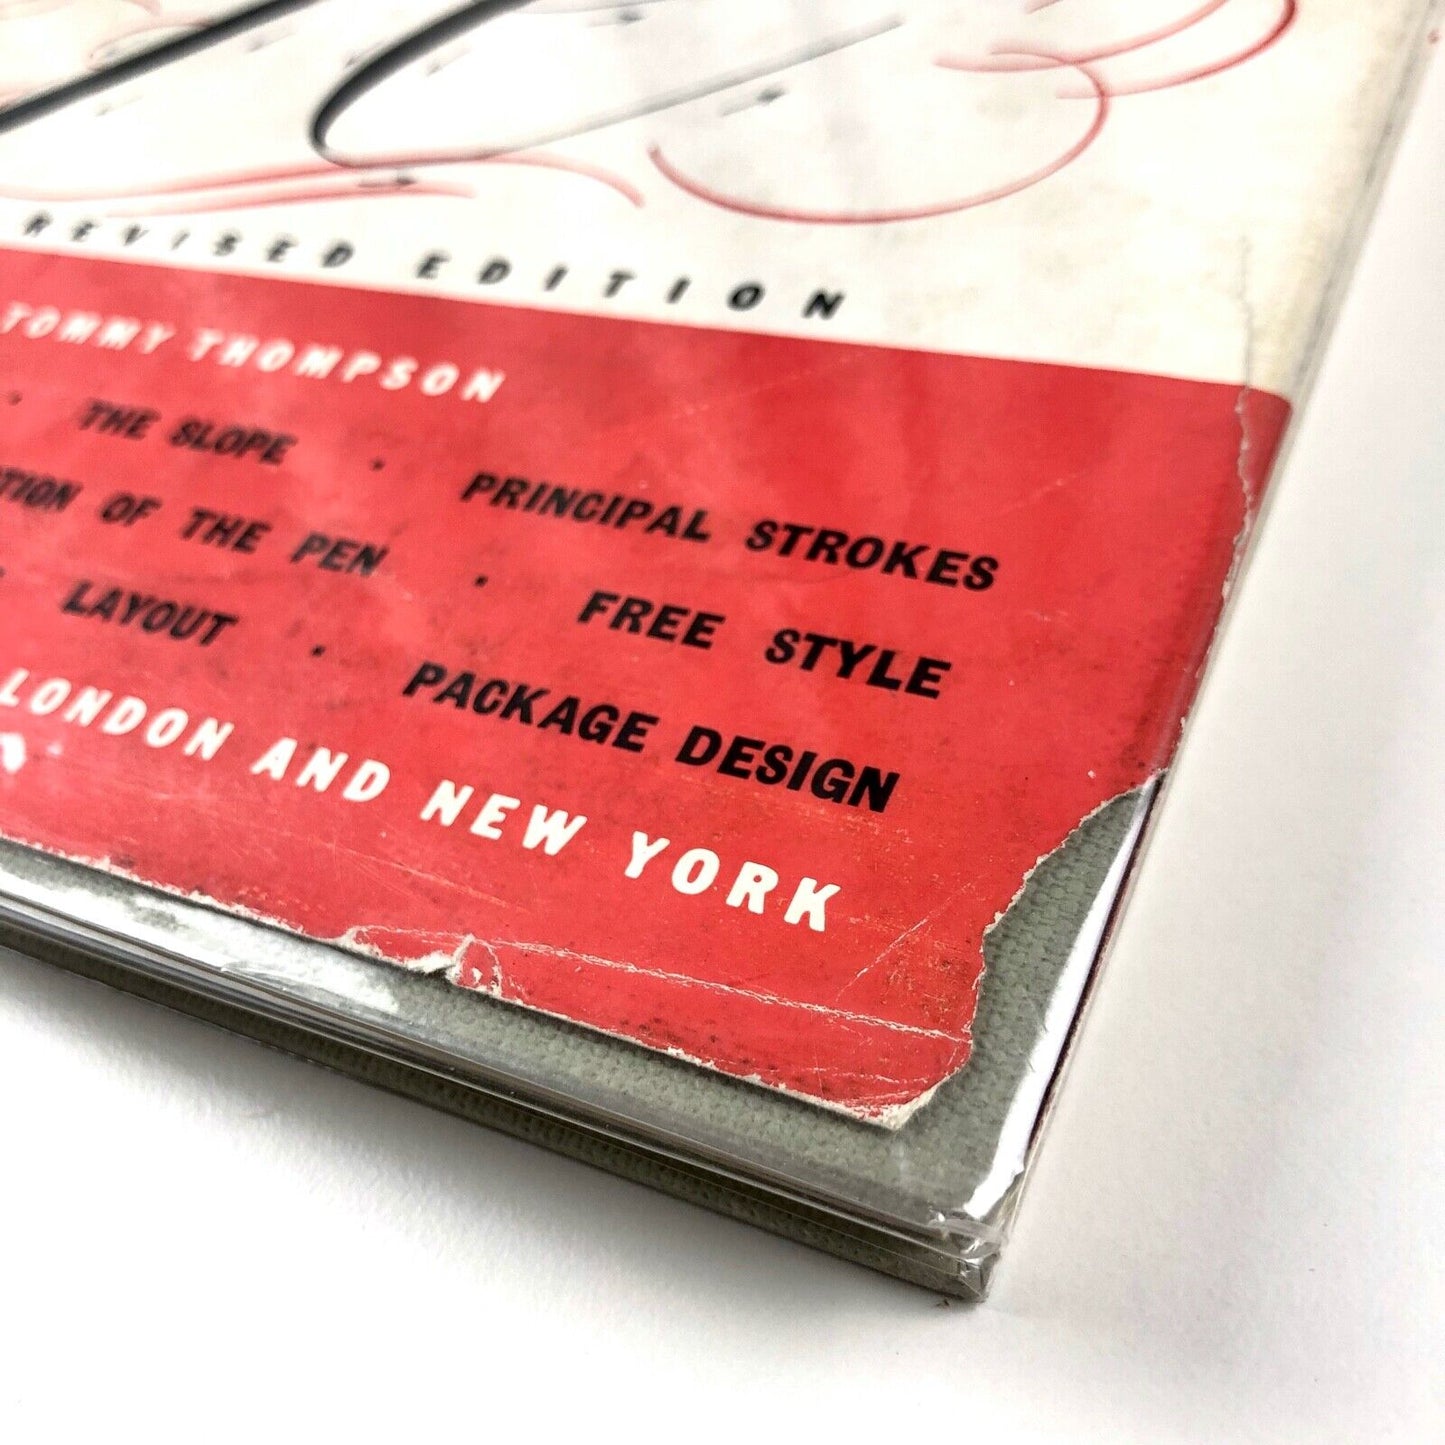 REVISED EDITION
TOMMY THOMPSON
· THE SLOPE · PRINCIPAL STROKES
TION OF THE PEN · FREE STYLE
LAYOUT · PACKAGE DESIGN
LONDON AND NEW YORK